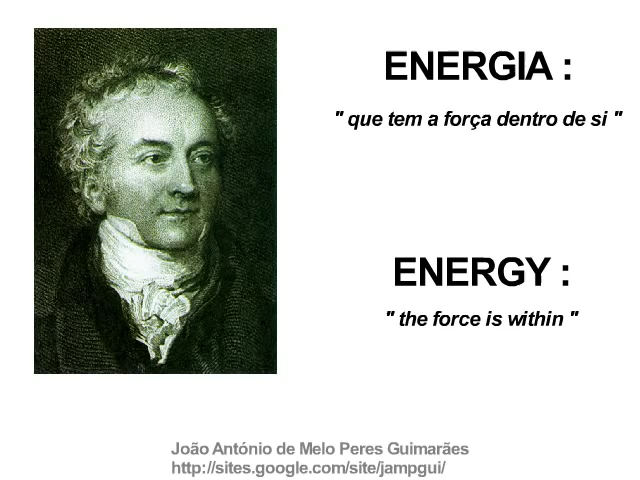 ENERGIA :
" que tem a força dentro de si "
ENERGY :
" the force is within "
João António de Melo Peres Guimarães
http://sites.google.com/site/jampgui/